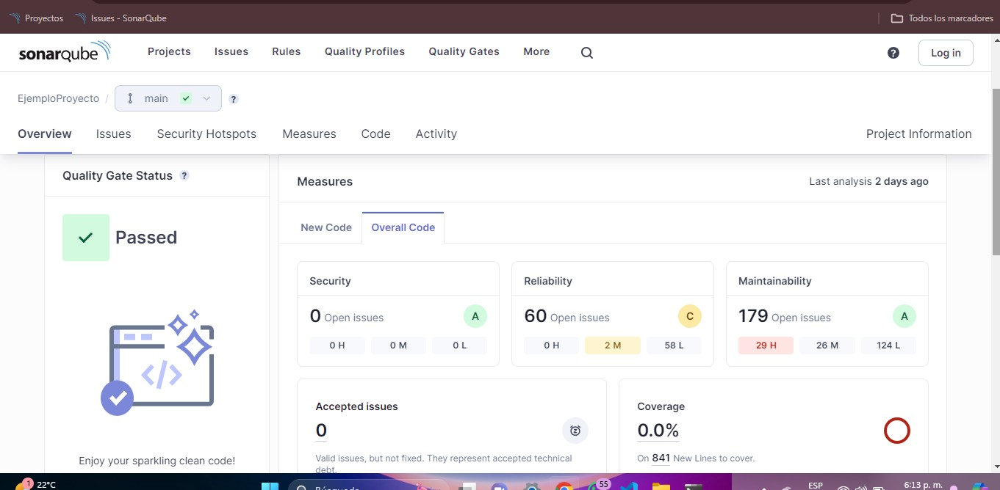 Proyectos Issues - SonarQube Todos los marcadores
sonarqube Projects Issues Rules Quality Profiles Quality Gates More ? Log in
EjemploProyecto / main ?
Overview Issues Security Hotspots Measures Code Activity Project Information
Quality Gate Status ?
Passed
Enjoy your sparkling clean code!
Measures Last analysis 2 days ago
New Code Overall Code
Security
0 Open issues A
0 H 0 M 0 L
Reliability
60 Open issues C
0 H 2 M 58 L
Maintainability
179 Open issues A
29 H 26 M 124 L
Accepted issues
0
Valid issues, but not fixed. They represent accepted technical
debt.
Coverage
0.0%
On 841 New Lines to cover.
1 22°C Búsqueda 55 ESP 6:13 p. m.